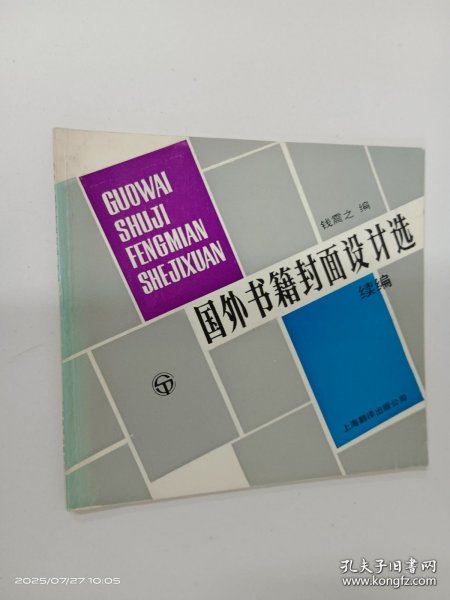 GUOWAI
SHUJI
FENGMIAN
SHEJIXUAN
钱震之 编
国外书籍封面设计选
续编
上海翻译出版公司
2025/07/27 10:05
孔夫子旧书网
www.kongfz.com